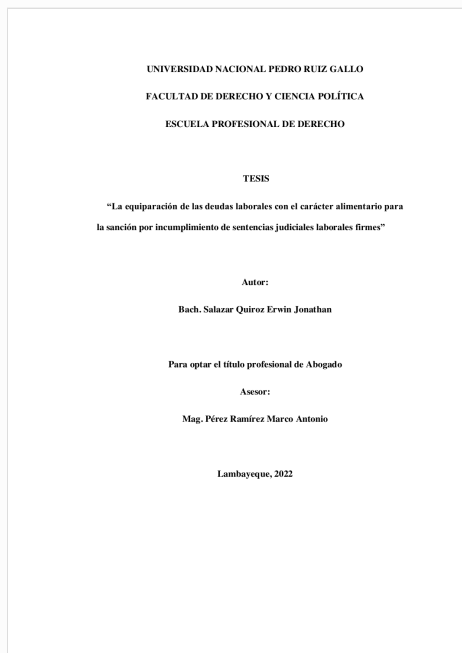 UNIVERSIDAD NACIONAL PEDRO RUIZ GALLO
FACULTAD DE DERECHO Y CIENCIA POLÍTICA
ESCUELA PROFESIONAL DE DERECHO
TESIS
“La equiparación de las deudas laborales con el carácter alimentario para
la sanción por incumplimiento de sentencias judiciales laborales firmes”
Autor:
Bach. Salazar Quiroz Erwin Jonathan
Para optar el título profesional de Abogado
Asesor:
Mag. Pérez Ramírez Marco Antonio
Lambayeque, 2022